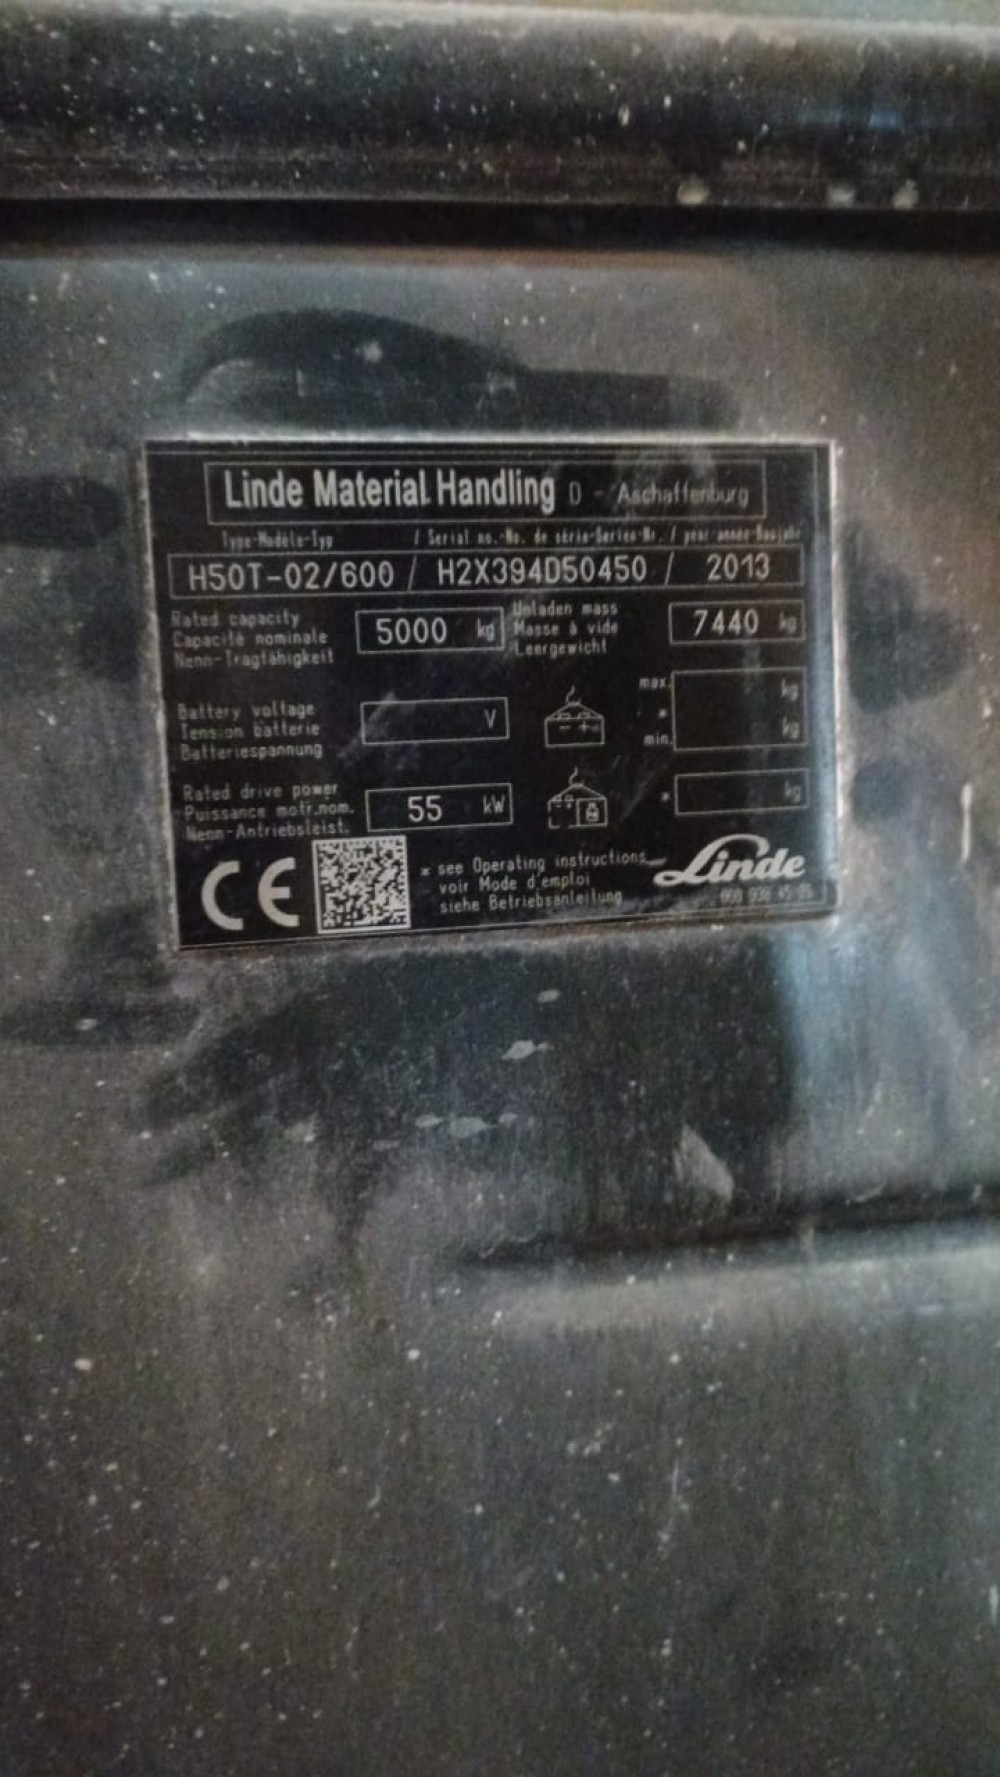 Linde Material Handling D - Aschaffenburg
Type-Modèle-Typ / Serial no.-No. de série-Serien-Nr. / year-année-Baujahr
H50T-02/600 / H2X394D50450 / 2013
Rated capacity
Capacité nominale
Nenn-Tragfähigkeit
5000 kg
Unladen mass
Masse à vide
Leergewicht
7440 kg
Battery voltage
Tension batterie
Batteriespannung
V
max. kg
*
min. kg
Rated drive power
Puissance motr.nom.
Nenn-Antriebsleist.
55 kW
* kg
CE
* see Operating instructions
voir Mode d'emploi
siehe Betriebsanleitung
Linde